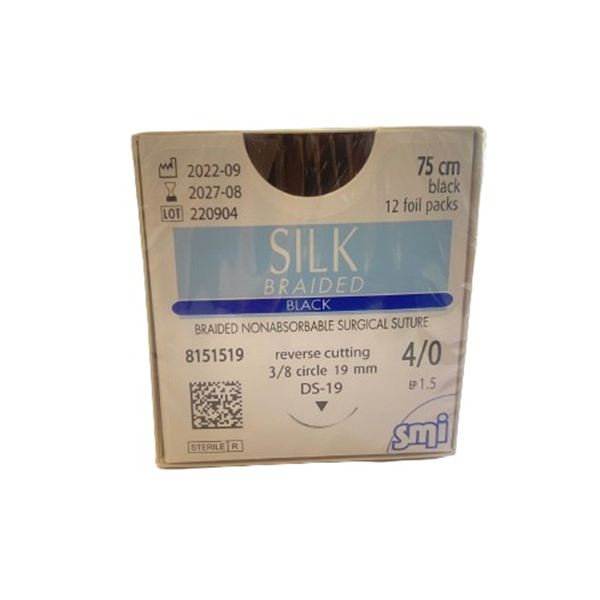 2022-09
2027-08
LOT 220904
75 cm
black
12 foil packs
SILK
BRAIDED
BLACK
BRAIDED NONABSORBABLE SURGICAL SUTURE
8151519
reverse cutting
3/8 circle 19 mm
DS-19
4/0
EP 1.5
STERILE R
smi